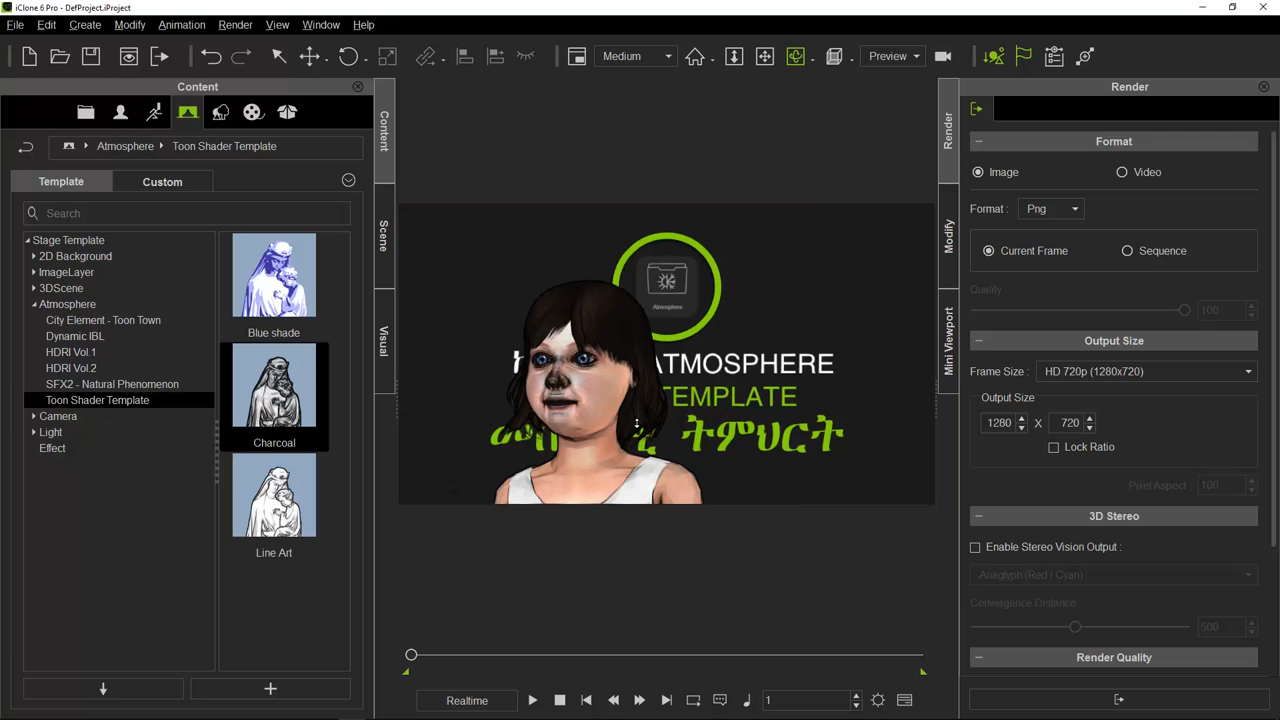 iClone 6 Pro - DefProject.iProject
File Edit Create Modify Animation Render View Window Help
Medium
Preview
Content
Atmosphere Toon Shader Template
Template Custom
Search
Stage Template
2D Background
ImageLayer
3DScene
Atmosphere
City Element - Toon Town
Dynamic IBL
HDRI Vol.1
HDRI Vol.2
SFX2 - Natural Phenomenon
Toon Shader Template
Camera
Light
Effect
Blue shade
Charcoal
Line Art
Content
Scene
Visual
Atmosphere
ATMOSPHERE
TEMPLATE
ትምህርት
Realtime
1
Render
Modify
Mini Viewport
Render
Format
Image Video
Format : Png
Current Frame Sequence
Quality
100
Output Size
Frame Size : HD 720p (1280x720)
Output Size
1280 X 720
Lock Ratio
Pixel Aspect 100
3D Stereo
Enable Stereo Vision Output :
Anaglyph (Red / Cyan)
Convergence Distance
500
Render Quality